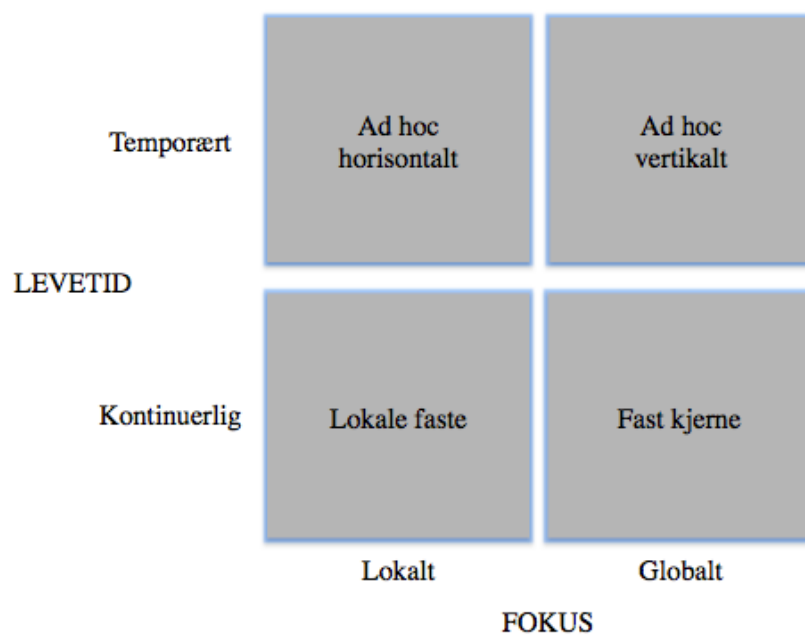 Temporært
Ad hoc
horisontalt
Ad hoc
vertikalt
LEVETID
Kontinuerlig
Lokale faste
Fast kjerne
Lokalt
Globalt
FOKUS